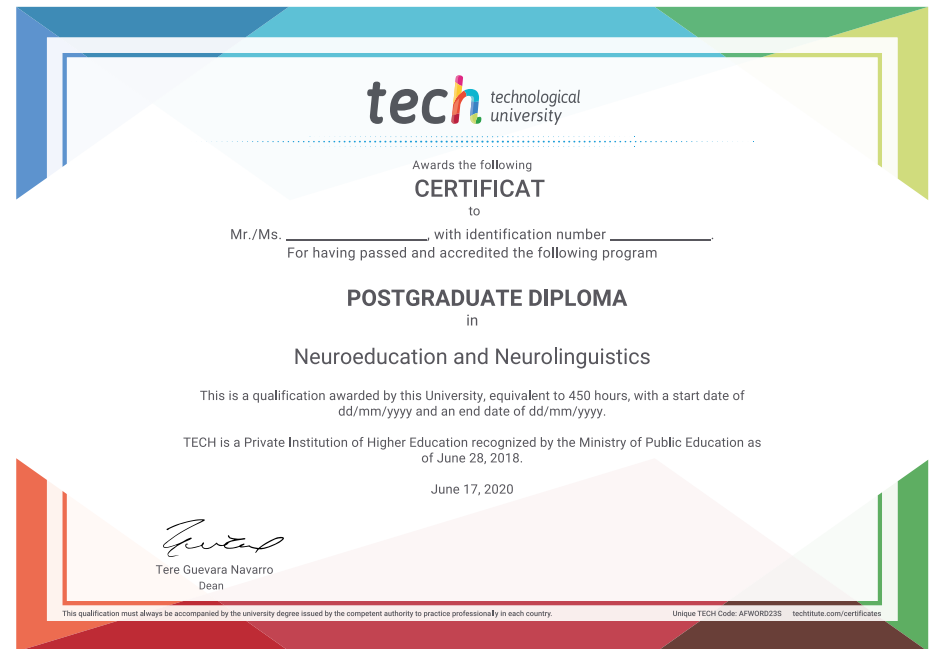 tech technological
university
Awards the following
CERTIFICAT
to
Mr./Ms. ____________________, with identification number ______________.
For having passed and accredited the following program
POSTGRADUATE DIPLOMA
in
Neuroeducation and Neurolinguistics
This is a qualification awarded by this University, equivalent to 450 hours, with a start date of
dd/mm/yyyy and an end date of dd/mm/yyyy.
TECH is a Private Institution of Higher Education recognized by the Ministry of Public Education as
of June 28, 2018.
June 17, 2020
Tere Guevara Navarro
Dean
This qualification must always be accompanied by the university degree issued by the competent authority to practice professionally in each country. Unique TECH Code: AFWORD23S techtitute.com/certificates